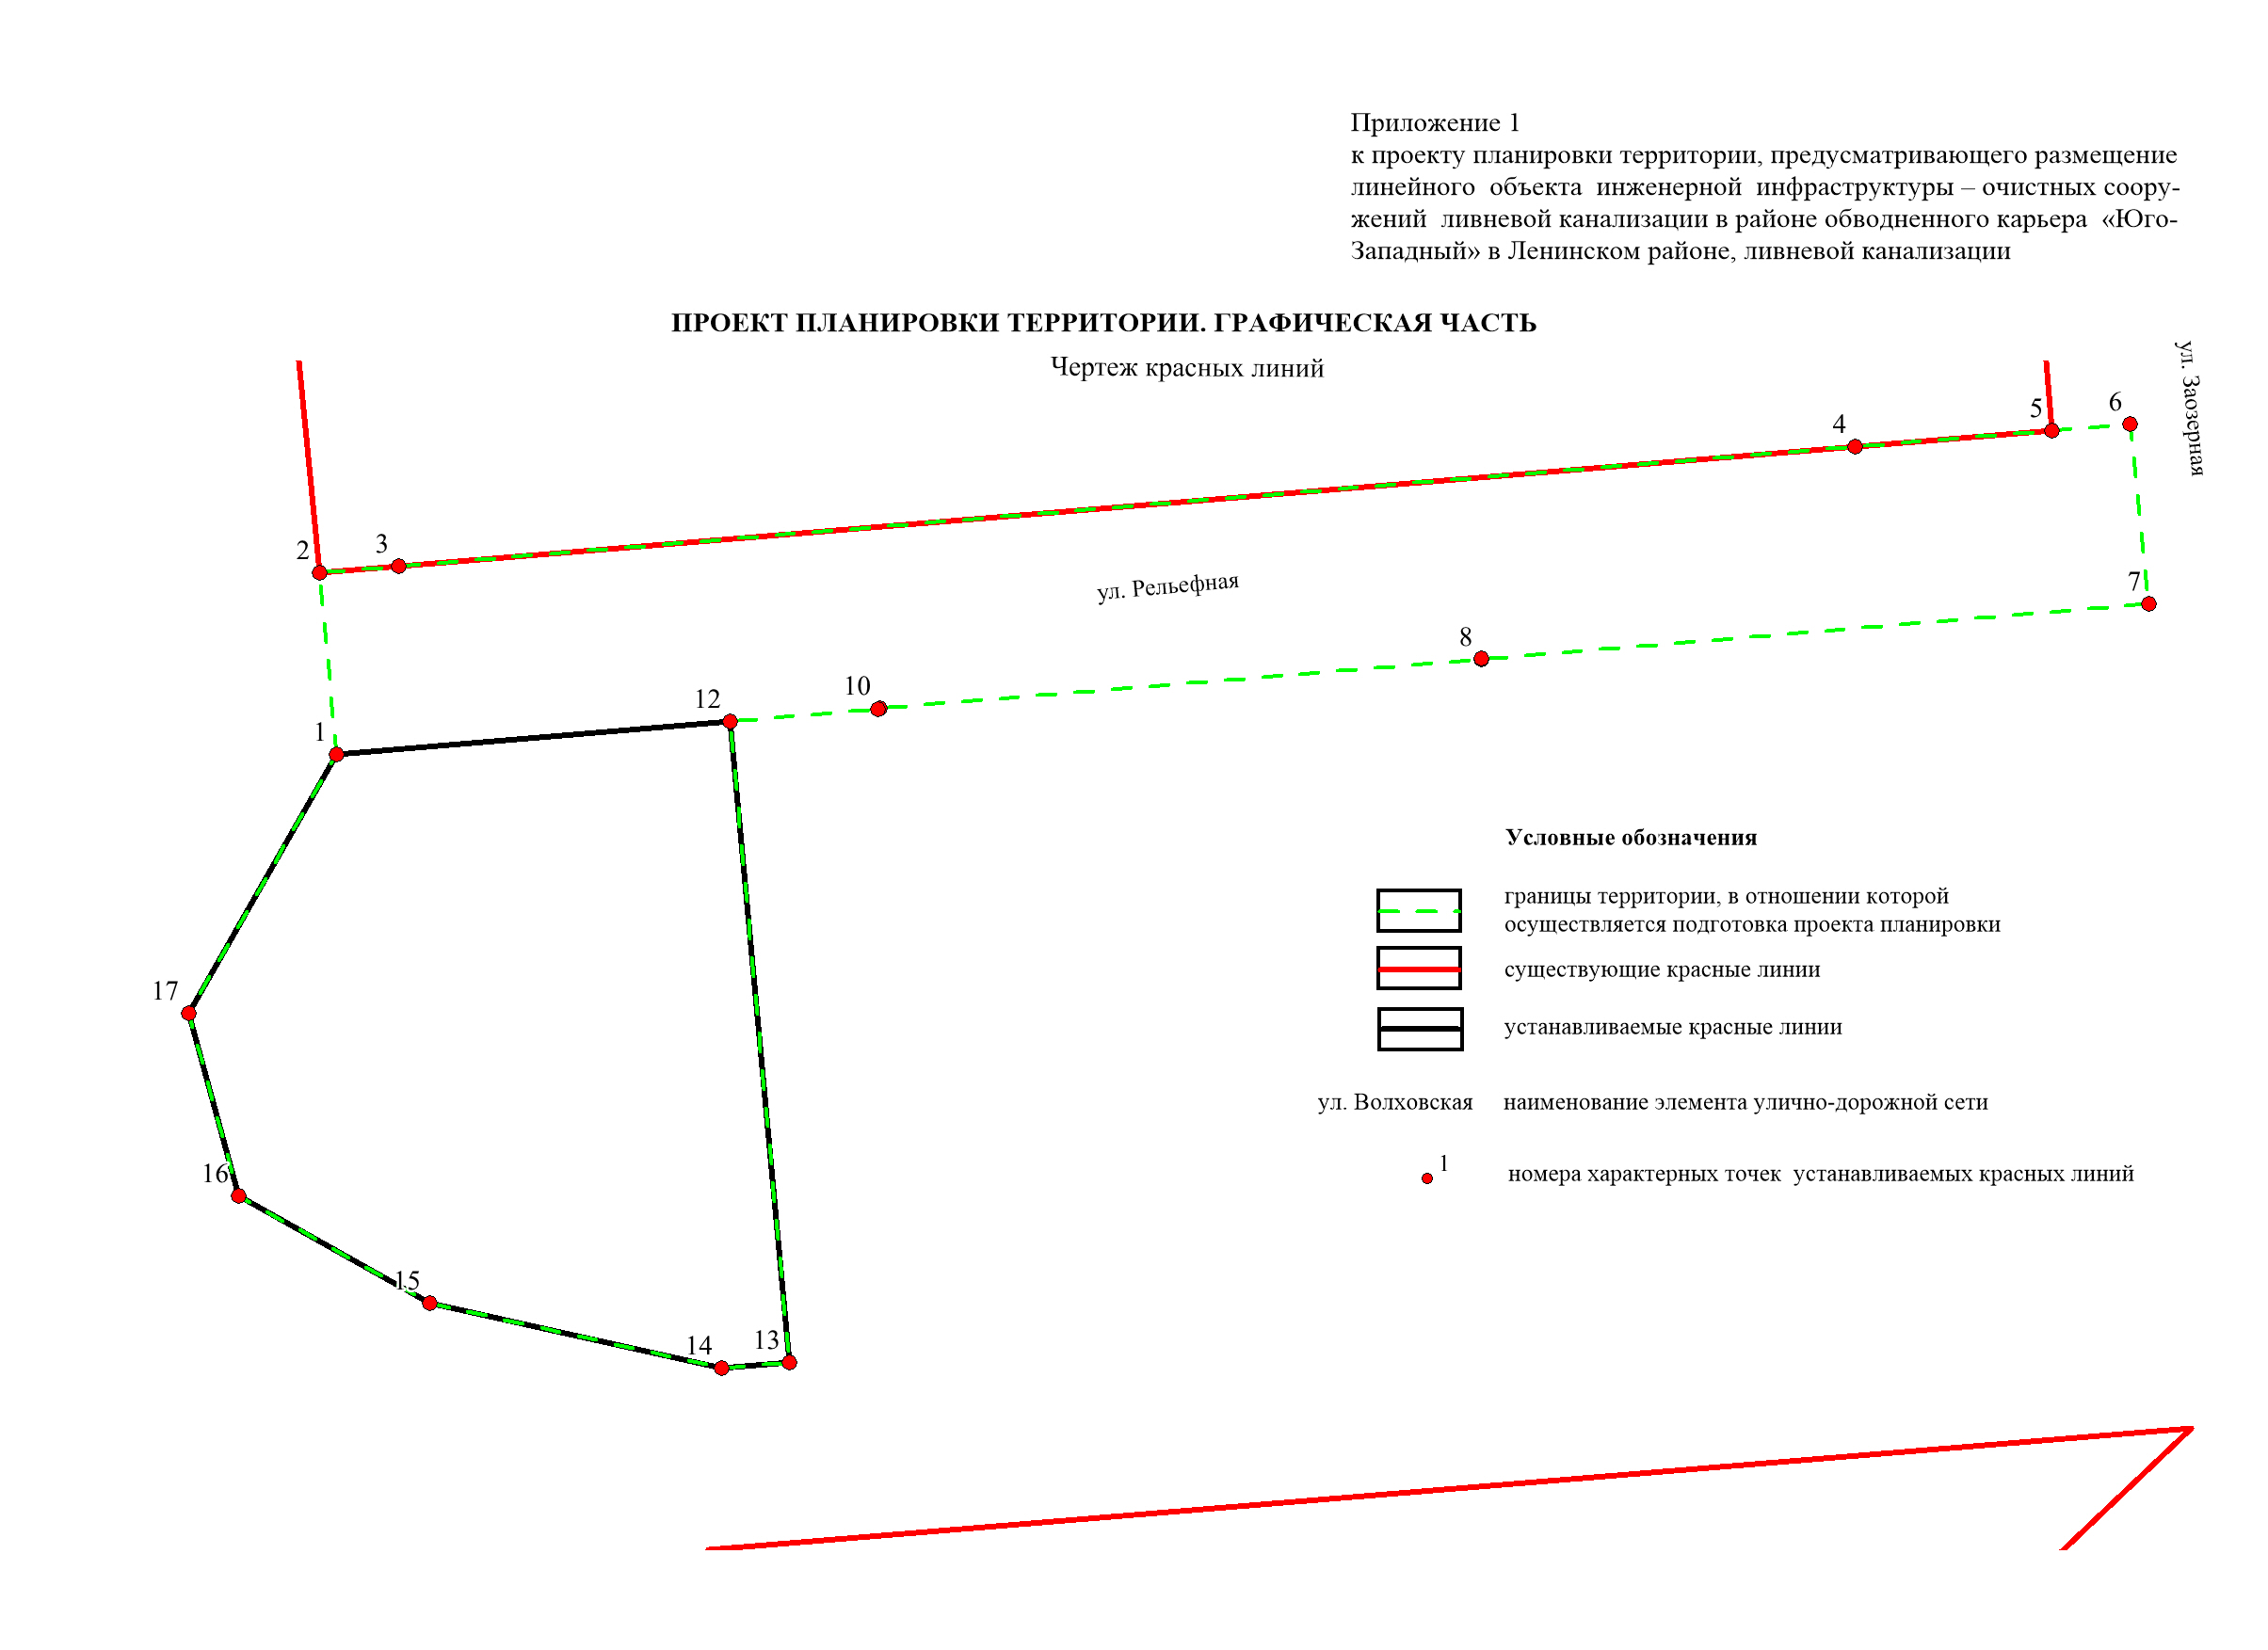 Приложение 1
к проекту планировки территории, предусматривающего размещение
линейного объекта инженерной инфраструктуры – очистных соору-
жений ливневой канализации в районе обводненного карьера «Юго-
Западный» в Ленинском районе, ливневой канализации
ПРОЕКТ ПЛАНИРОВКИ ТЕРРИТОРИИ. ГРАФИЧЕСКАЯ ЧАСТЬ
Чертеж красных линий
ул. Заозерная
6
5
4
3
2
ул. Рельефная
7
8
10
12
1
Условные обозначения
границы территории, в отношении которой
осуществляется подготовка проекта планировки
существующие красные линии
устанавливаемые красные линии
ул. Волховская наименование элемента улично-дорожной сети
1 номера характерных точек устанавливаемых красных линий
17
16
15
14
13